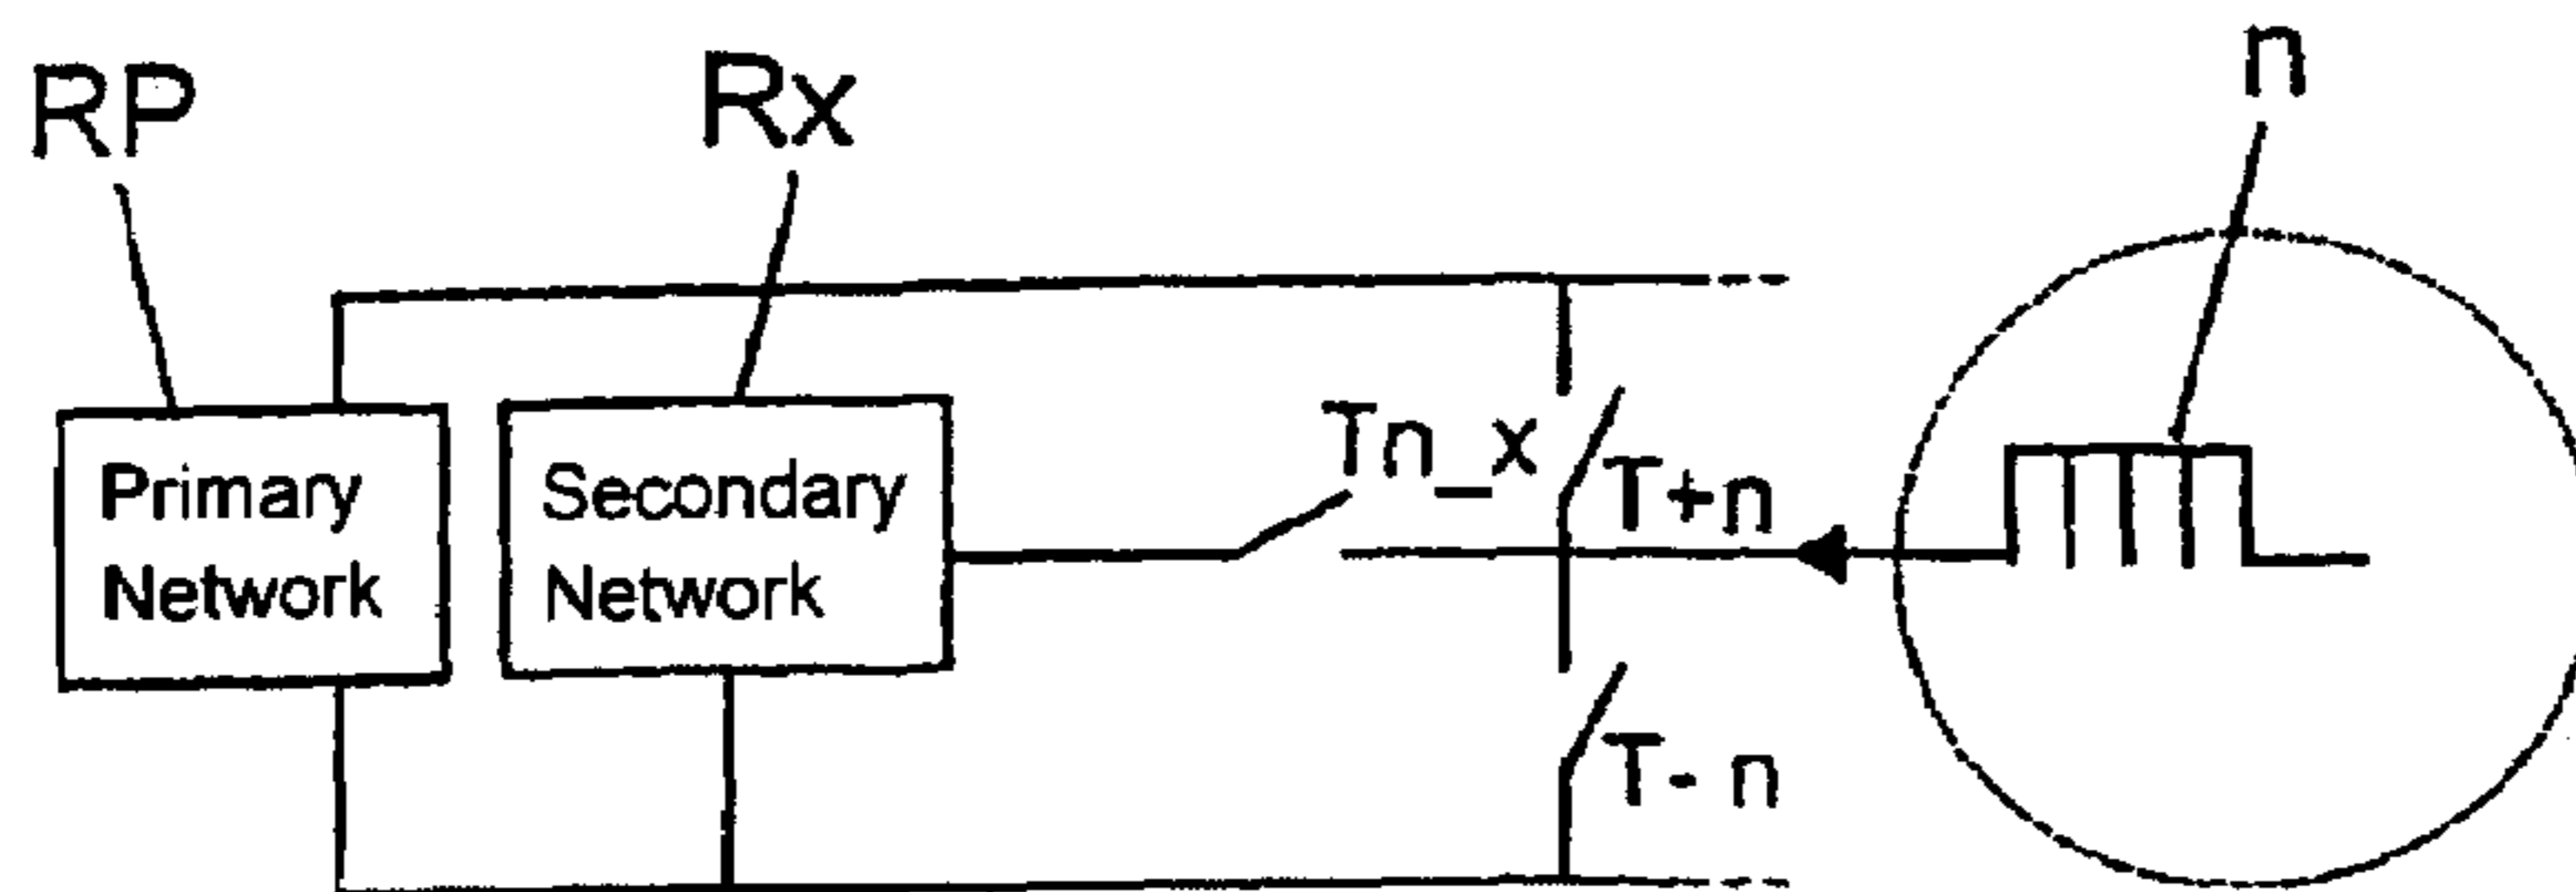 RP
Rx
n
Primary
Network
Secondary
Network
Tn_x
T+n
T- n